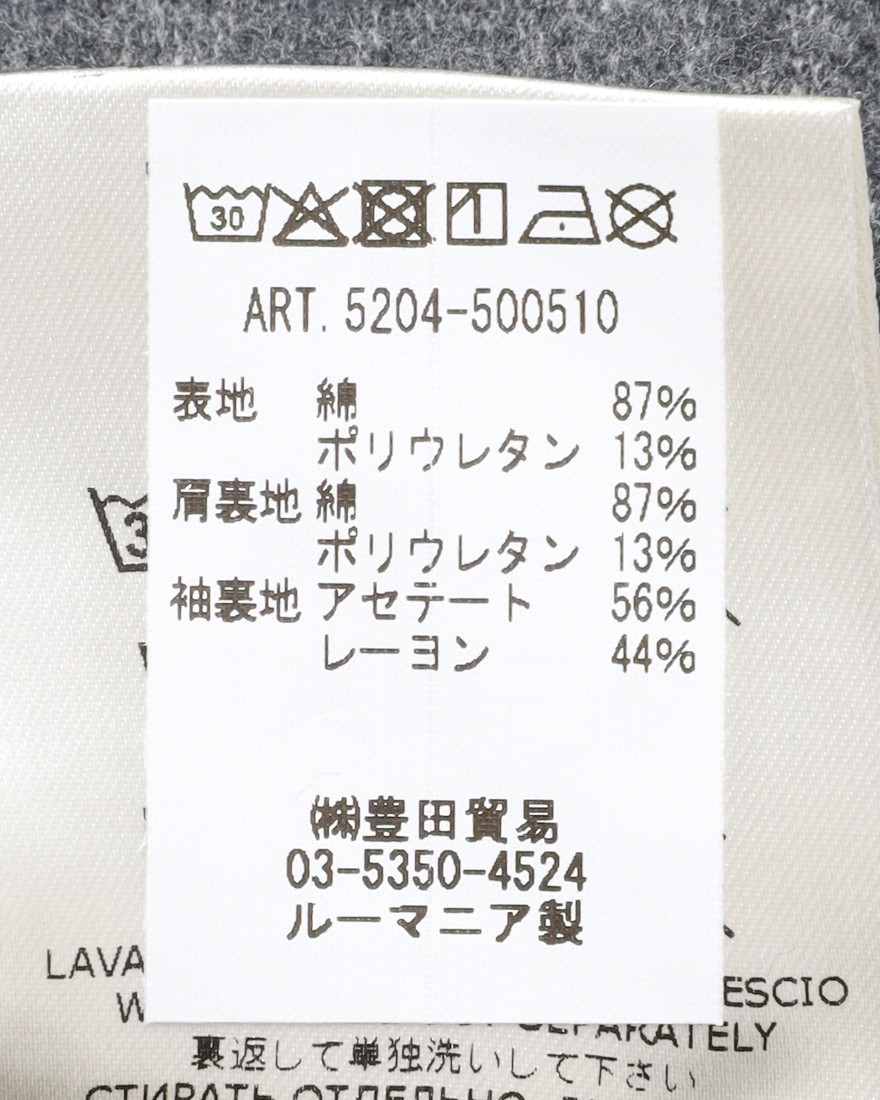 30
ART. 5204-500510
表地 綿 87%
ポリウレタン 13%
肩裏地 綿 87%
ポリウレタン 13%
袖裏地 アセテート 56%
レーヨン 44%
㈱豊田貿易
03-5350-4524
ルーマニア製
LAVA ESCIO
W SEPARATELY
裏返して単独洗いして下さい
СТИРАТЬ ОТДЕЛЬНО